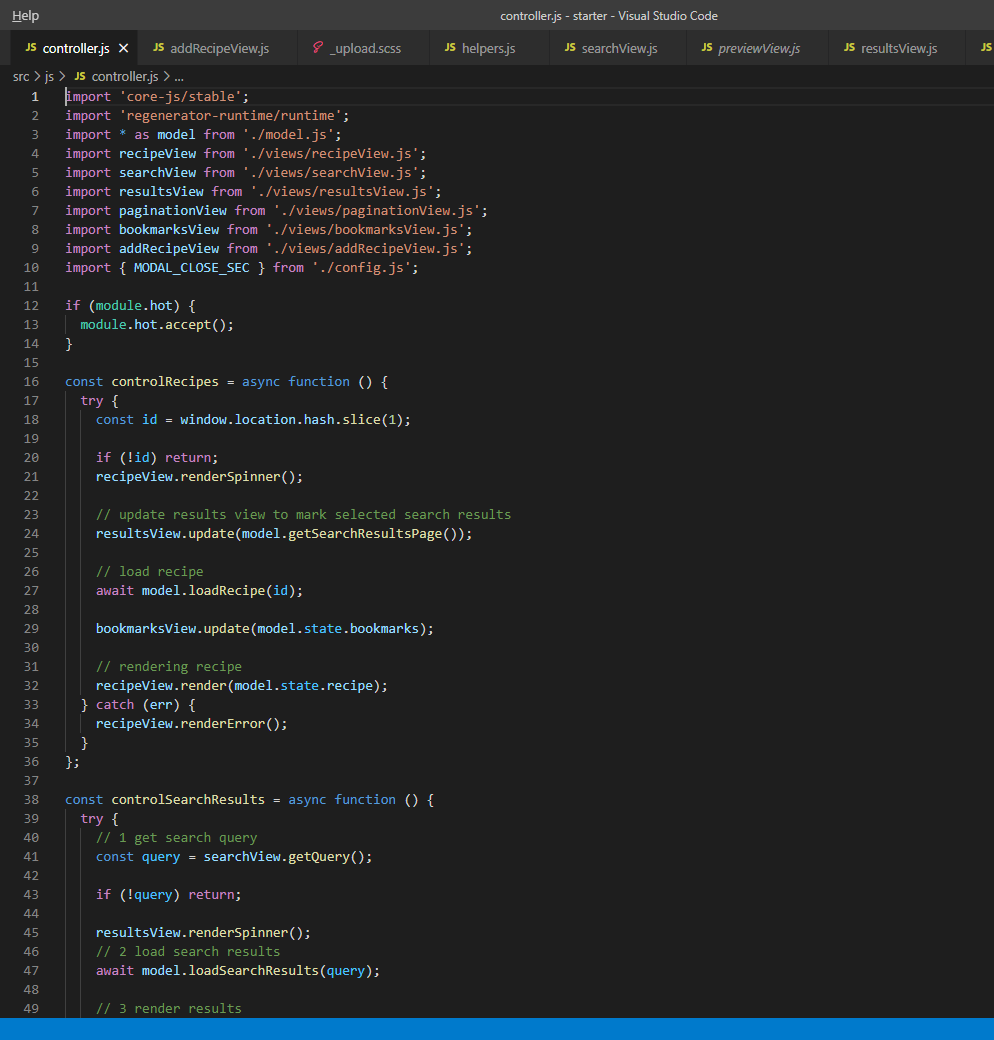 Help
controller.js - starter - Visual Studio Code
JS controller.js JS addRecipeView.js _upload.scss JS helpers.js JS searchView.js JS previewView.js JS resultsView.js JS
src > js > JS controller.js > ...
1 import 'core-js/stable';
2 import 'regenerator-runtime/runtime';
3 import * as model from './model.js';
4 import recipeView from './views/recipeView.js';
5 import searchView from './views/searchView.js';
6 import resultsView from './views/resultsView.js';
7 import paginationView from './views/paginationView.js';
8 import bookmarksView from './views/bookmarksView.js';
9 import addRecipeView from './views/addRecipeView.js';
10 import { MODAL_CLOSE_SEC } from './config.js';
11
12 if (module.hot) {
13   module.hot.accept();
14 }
15
16 const controlRecipes = async function () {
17   try {
18     const id = window.location.hash.slice(1);
19
20     if (!id) return;
21     recipeView.renderSpinner();
22
23     // update results view to mark selected search results
24     resultsView.update(model.getSearchResultsPage());
25
26     // load recipe
27     await model.loadRecipe(id);
28
29     bookmarksView.update(model.state.bookmarks);
30
31     // rendering recipe
32     recipeView.render(model.state.recipe);
33   } catch (err) {
34     recipeView.renderError();
35   }
36 };
37
38 const controlSearchResults = async function () {
39   try {
40     // 1 get search query
41     const query = searchView.getQuery();
42
43     if (!query) return;
44
45     resultsView.renderSpinner();
46     // 2 load search results
47     await model.loadSearchResults(query);
48
49     // 3 render results